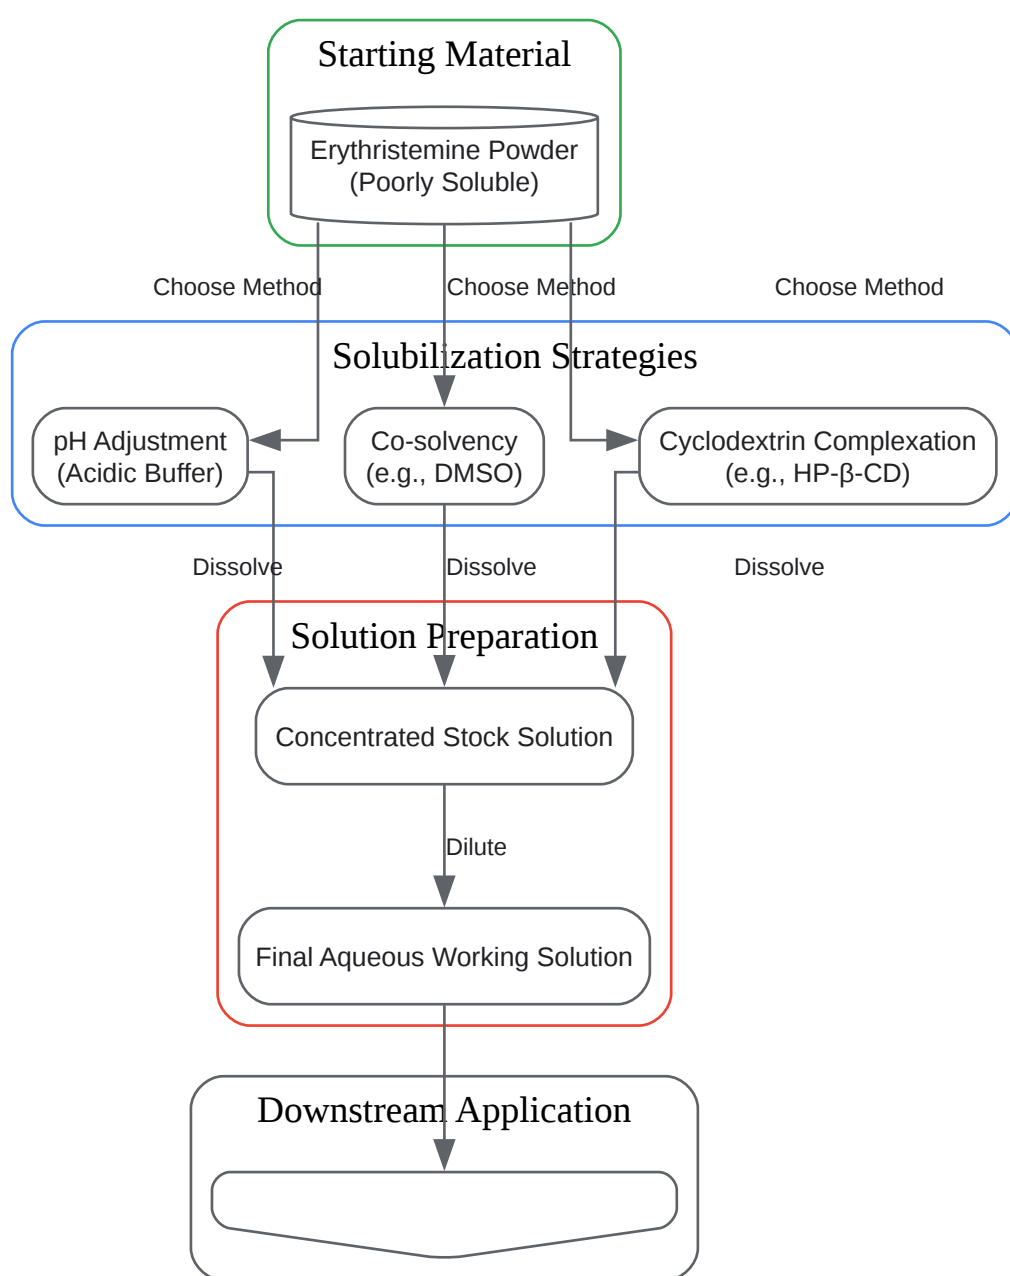 Starting Material
Erythristemine Powder
(Poorly Soluble)
Choose Method
Choose Method
Choose Method
Solubilization Strategies
pH Adjustment
(Acidic Buffer)
Co-solvency
(e.g., DMSO)
Cyclodextrin Complexation
(e.g., HP-β-CD)
Dissolve
Dissolve
Dissolve
Solution Preparation
Concentrated Stock Solution
Dilute
Final Aqueous Working Solution
Downstream Application